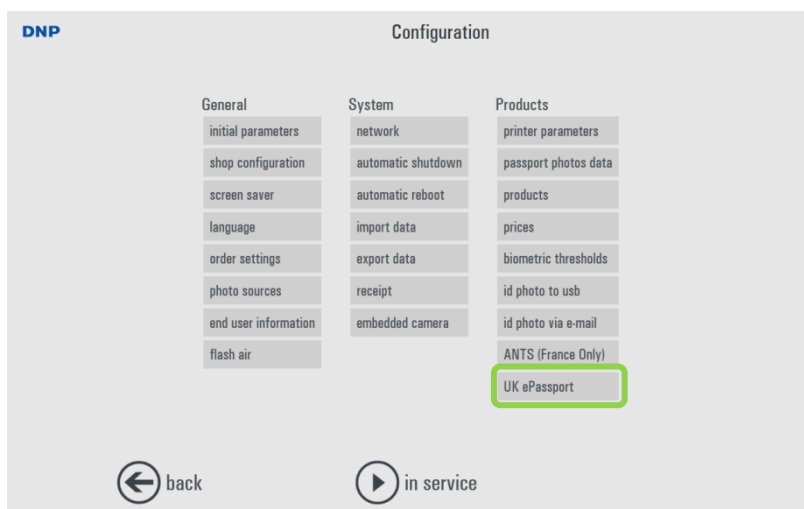 DNP
Configuration
General
initial parameters
shop configuration
screen saver
language
order settings
photo sources
end user information
flash air
System
network
automatic shutdown
automatic reboot
import data
export data
receipt
embedded camera
Products
printer parameters
passport photos data
products
prices
biometric thresholds
id photo to usb
id photo via e-mail
ANTS (France Only)
UK ePassport
back
in service